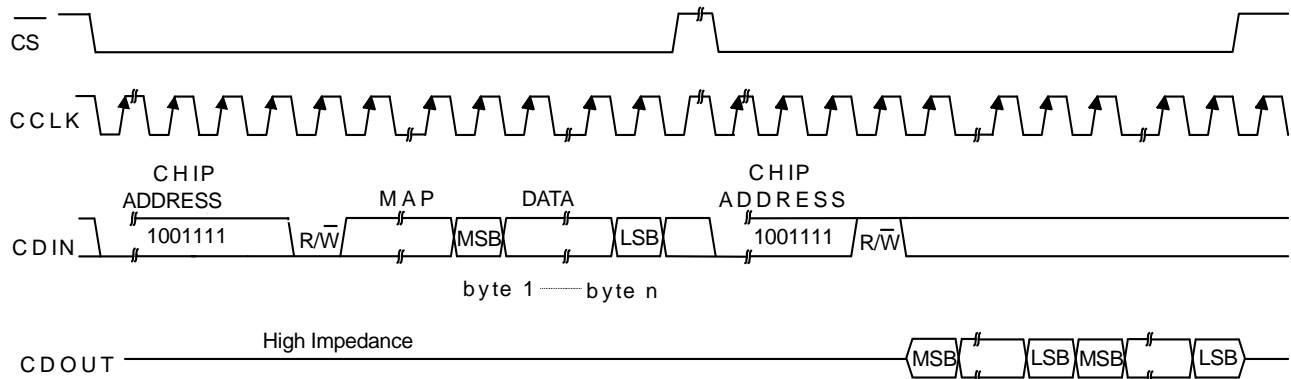 CS
CCLK
CHIP
ADDRESS
MAP
DATA
CHIP
ADDRESS
CDIN
1001111
R/W
MSB
LSB
1001111
R/W
byte 1
byte n
High Impedance
CDOUT
MSB
LSB
MSB
LSB